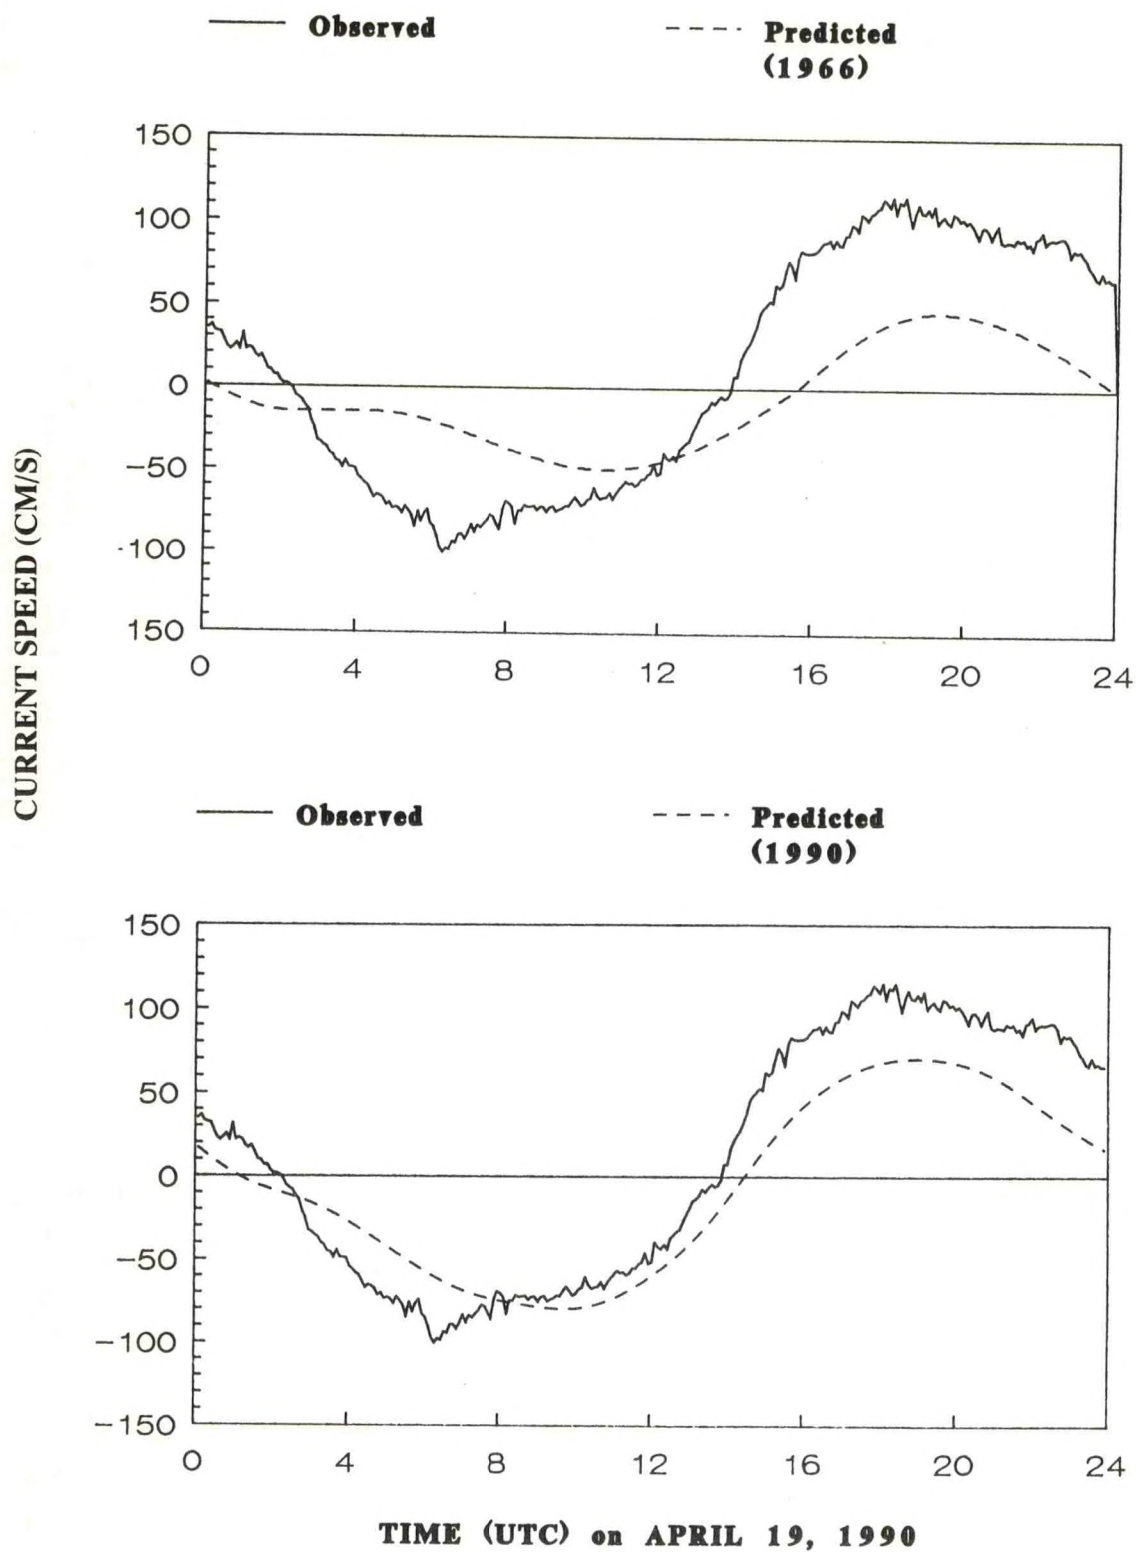 Observed
Predicted
(1966)
150
100
50
0
−50
-100
150
0 4 8 12 16 20 24
CURRENT SPEED (CM/S)
Observed
Predicted
(1990)
150
100
50
0
−50
−100
−150
0 4 8 12 16 20 24
TIME (UTC) on APRIL 19, 1990